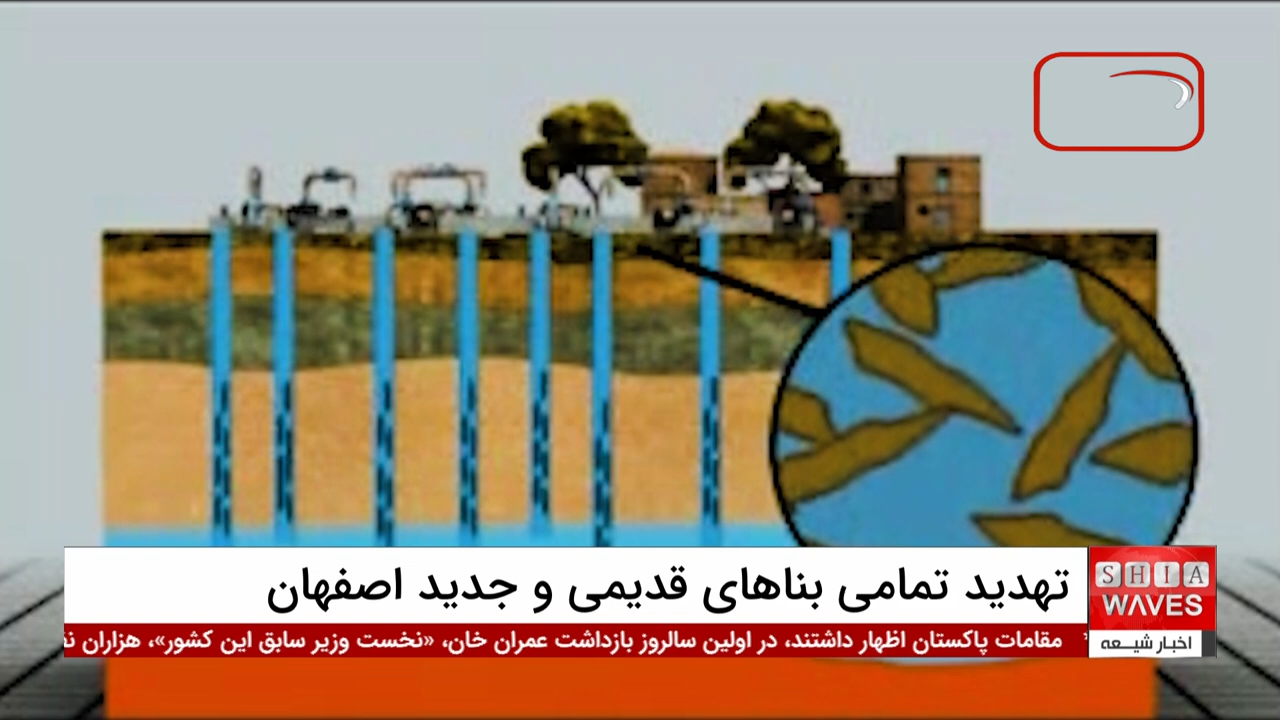 تهدید تمامی بناهای قدیمی و جدید اصفهان
SHIA
WAVES
مقامات پاکستان اظهار داشتند، در اولین سالروز بازداشت عمران خان، «نخست وزیر سابق این کشور»، هزاران
اخبار شیعه